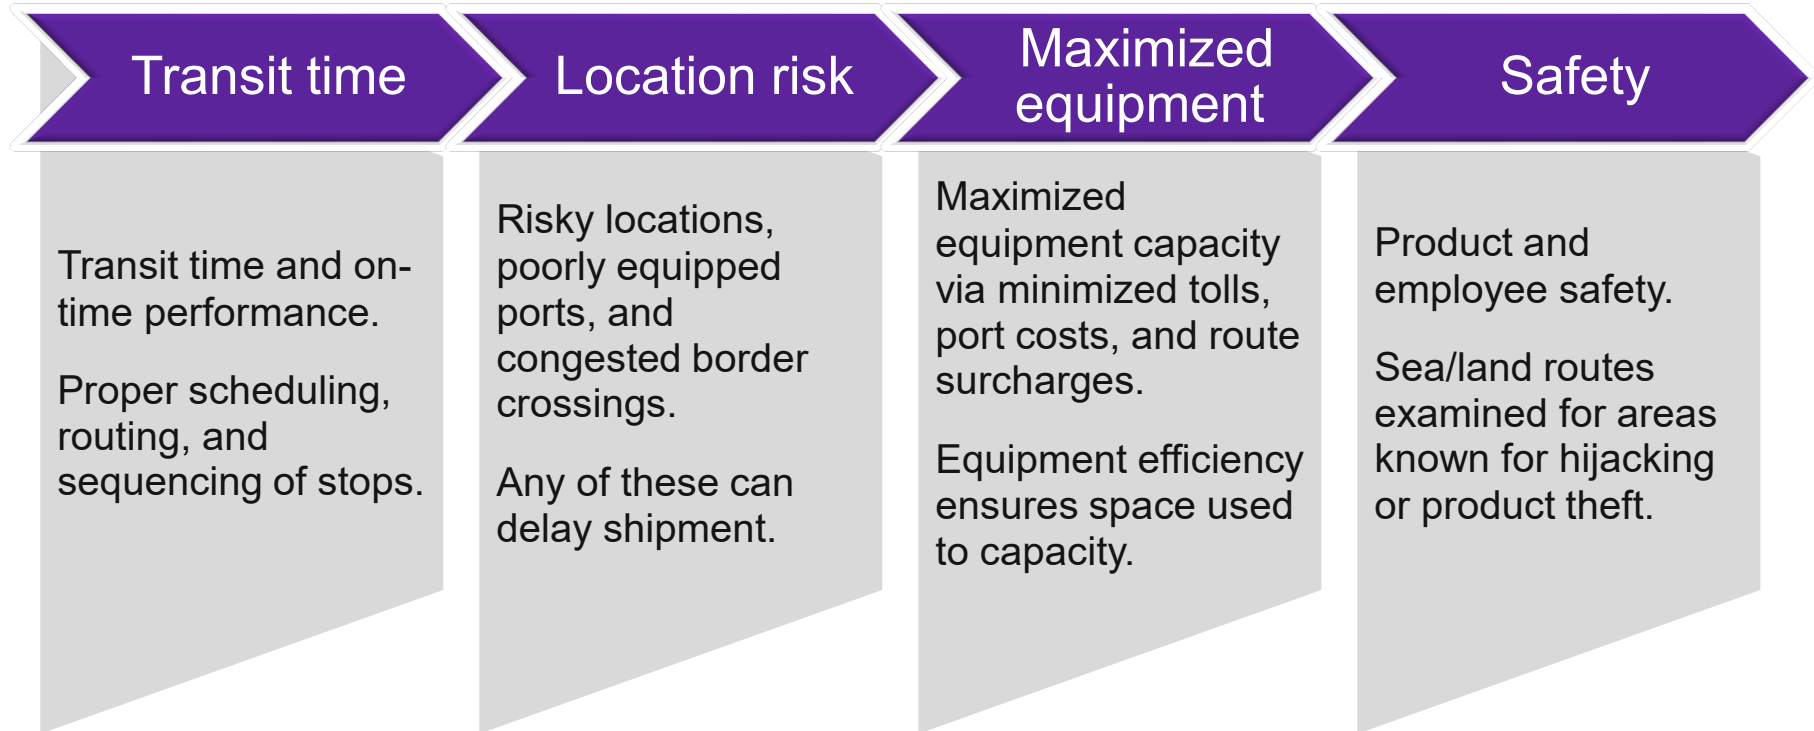 Transit time
Transit time and on-
time performance.
Proper scheduling,
routing, and
sequencing of stops.
Location risk
Risky locations,
poorly equipped
ports, and
congested border
crossings.
Any of these can
delay shipment.
Maximized
equipment
Maximized
equipment capacity
via minimized tolls,
port costs, and route
surcharges.
Equipment efficiency
ensures space used
to capacity.
Safety
Product and
employee safety.
Sea/land routes
examined for areas
known for hijacking
or product theft.